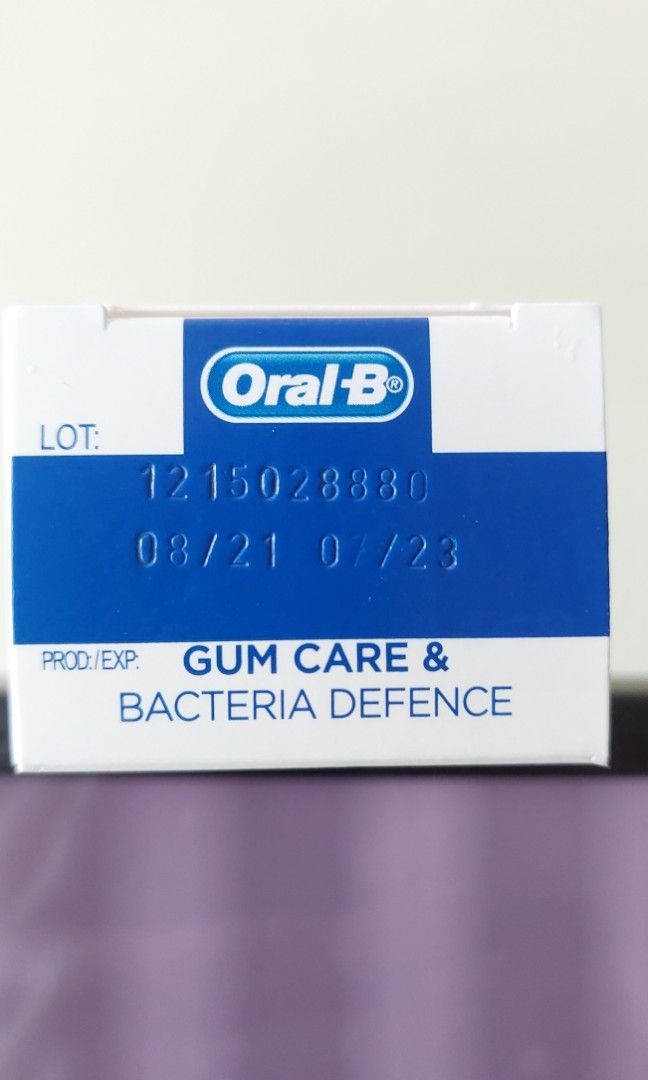 Oral-B®
LOT:
1215028880
08/21 07/23
PROD:/EXP:
GUM CARE &
BACTERIA DEFENCE